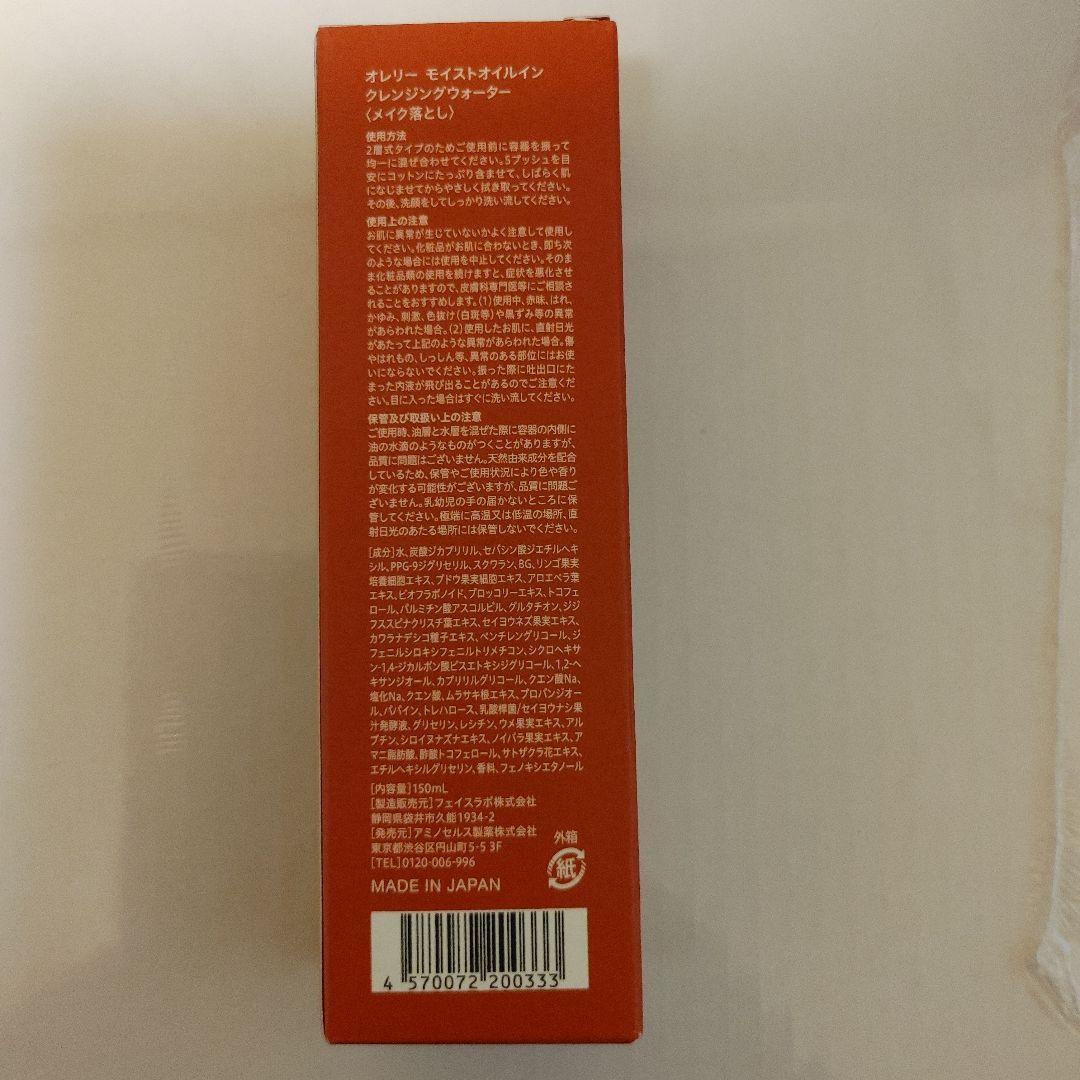 オレリー モイストオイルイン
クレンジングウォーター
〈メイク落とし〉
使用方法
2層式タイプのためご使用前に容器を振って
均一に混ぜ合わせてください。5プッシュを目
安にコットンにたっぷり含ませて、しばらく肌
になじませてからやさしく拭き取ってください。
その後、洗顔をしてしっかり洗い流してください。
使用上の注意
お肌に異常が生じていないかよく注意して使用し
てください。化粧品がお肌に合わないとき、即ち次
のような場合には使用を中止してください。そのま
ま化粧品類の使用を続けますと、症状を悪化させ
ることがありますので、皮膚科専門医等にご相談さ
れることをおすすめします。(1)使用中、赤味、はれ、
かゆみ、刺激、色抜け(白斑等)や黒ずみ等の異常
があらわれた場合。(2)使用したお肌に、直射日光
があたって上記のような異常があらわれた場合。傷
やはれもの、しっしん等、異常のある部位にはお使
いにならないでください。振った際に吐出口にた
まった内液が飛び出ることがあるのでご注意くだ
さい。目に入った場合はすぐに洗い流してください。
保管及び取扱い上の注意
ご使用時、油層と水層を混ぜた際に容器の内側に
油の水滴のようなものがつくことがありますが、
品質に問題はございません。天然由来成分を配合
しているため、保管やご使用状況により色や香り
が変化する可能性がございますが、品質に問題ご
ざいません。乳幼児の手の届かないところに保
管してください。極端に高温又は低温の場所、直
射日光のあたる場所には保管しないでください。
[成分]水、炭酸ジカプリリル、セバシン酸ジエチルヘキ
シル、PPG-9ジグリセリル、スクワラン、BG、リンゴ果実
培養細胞エキス、ブドウ果実細胞エキス、アロエベラ葉
エキス、ビオフラボノイド、ブロッコリーエキス、トコフェ
ロール、パルミチン酸アスコルビル、グルタチオン、ジジ
フススピナクリスチ葉エキス、セイヨウネズ果実エキス、
カワラナデシコ種子エキス、ペンチレングリコール、ジ
フェニルシロキシフェニルトリメチコン、シクロヘキサ
ン-1,4-ジカルボン酸ビスエトキシジグリコール、1,2-ヘ
キサンジオール、カプリリルグリコール、クエン酸Na、
塩化Na、クエン酸、ムラサキ根エキス、プロパンジオー
ル、パパイン、トレハロース、乳酸桿菌/セイヨウナシ果
汁発酵液、グリセリン、レシチン、ウメ果実エキス、アル
ブチン、シロイヌナズナエキス、ノイバラ果実エキス、ア
マニ脂肪酸、酢酸トコフェロール、サトザクラ花エキス、
エチルヘキシルグリセリン、香料、フェノキシエタノール
[内容量]150mL
[製造販売元]フェイスラボ株式会社
静岡県袋井市久能1934-2
[発売元]アミノセルス製薬株式会社
東京都渋谷区円山町5-5 3F
[TEL]0120-006-996
外箱
紙
MADE IN JAPAN
4 570072 200333